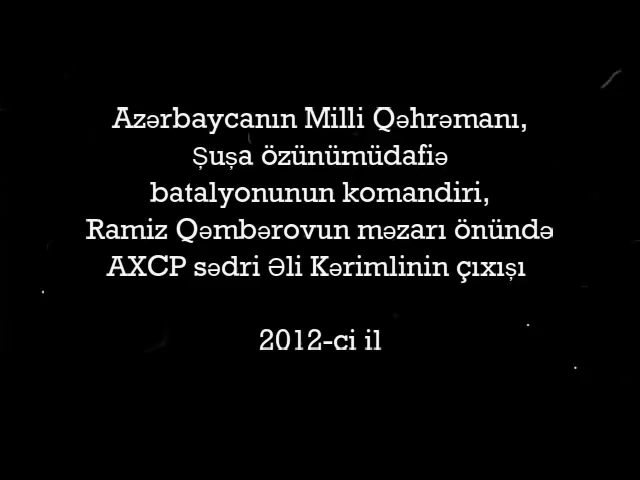 Azərbaycanın Milli Qəhrəmanı,
Şuşa özünümüdafiə
batalyonunun komandiri,
Ramiz Qəmbərovun məzarı önündə
AXCP sədri Əli Kərimlinin çıxışı
2012-ci il